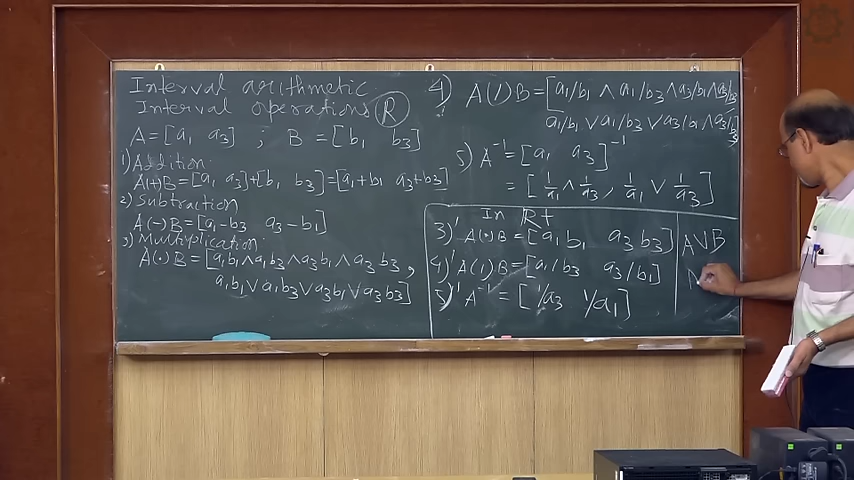 Interval arithmetic
Interval operations (R)
A = [a1 a3] ; B = [b1 b3]
1) Addition
A(+)B = [a1, a3]+[b1, b3] = [a1+b1 a3+b3]
2) Subtraction
A(-)B = [a1-b3 a3-b1]
3) Multiplication
A(·)B = [a1b1∧a1b3∧a3b1∧a3b3,
a1b1∨a1b3∨a3b1∨a3b3]
4) A(/)B = [a1/b1 ∧ a1/b3 ∧ a3/b1 ∧ a3/b3
a1/b1 ∨ a1/b3 ∨ a3/b1 ∧ a3/b3]
5) A⁻¹ = [a1 a3]⁻¹
= [1/a1 ∧ 1/a3, 1/a1 ∨ 1/a3]
In R+
3)' A(·)B = [a1b1 a3b3]
4)' A(/)B = [a1/b3 a3/b1]
5)' A⁻¹ = [1/a3 1/a1]
A∨B